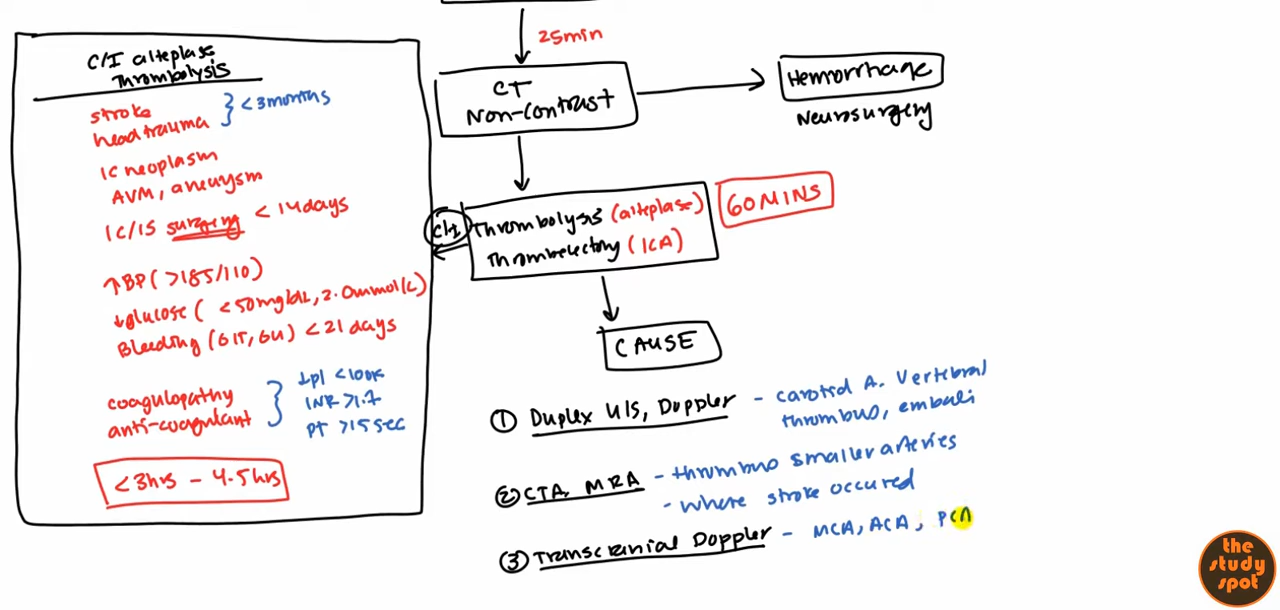 C/I alteplase
Thrombolysis
stroke
head trauma
} < 3 months
IC neoplasm
AVM, aneurysm
IC/IS surgery < 14 days
↑BP ( >185/110)
↓glucose ( < 50mg/dL, 2.0mmol/L)
Bleeding (GIT, GU) < 21 days
coagulopathy
anti-coagulant
} ↓pl < 100k
INR >1.7
PT >15 sec
< 3hrs - 4.5hrs
25min
CT
Non-contrast
Hemorrhage
Neurosurgery
C/I
Thrombolysis (alteplase)
Thrombectomy (ICA)
60 MINS
CAUSE
① Duplex U/S, Doppler - carotid A. Vertebral
thrombus, emboli
② CTA, MRA - thrombus smaller arteries
- where stroke occured
③ Transcranial Doppler - MCA, ACA, PCA
the
study
spot